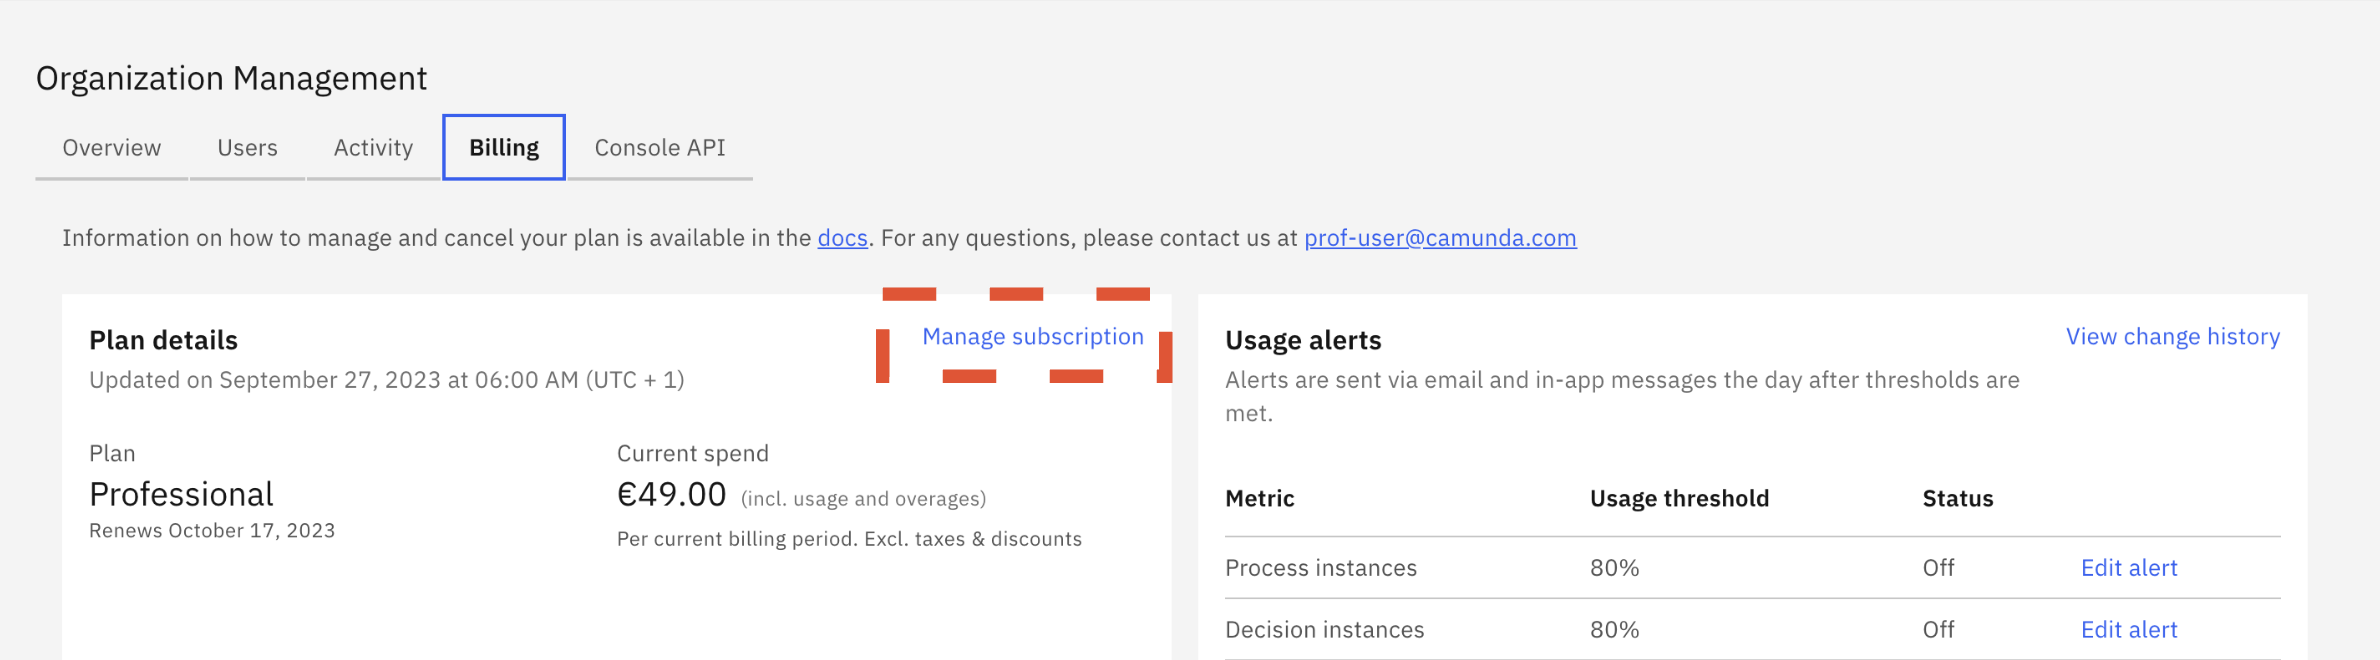 Organization Management
Overview Users Activity Billing Console API
Information on how to manage and cancel your plan is available in the docs. For any questions, please contact us at prof-user@camunda.com
Plan details
Manage subscription
Updated on September 27, 2023 at 06:00 AM (UTC + 1)
Plan
Professional
Renews October 17, 2023
Current spend
€49.00 (incl. usage and overages)
Per current billing period. Excl. taxes & discounts
Usage alerts
View change history
Alerts are sent via email and in-app messages the day after thresholds are
met.
Metric Usage threshold Status
Process instances 80% Off Edit alert
Decision instances 80% Off Edit alert